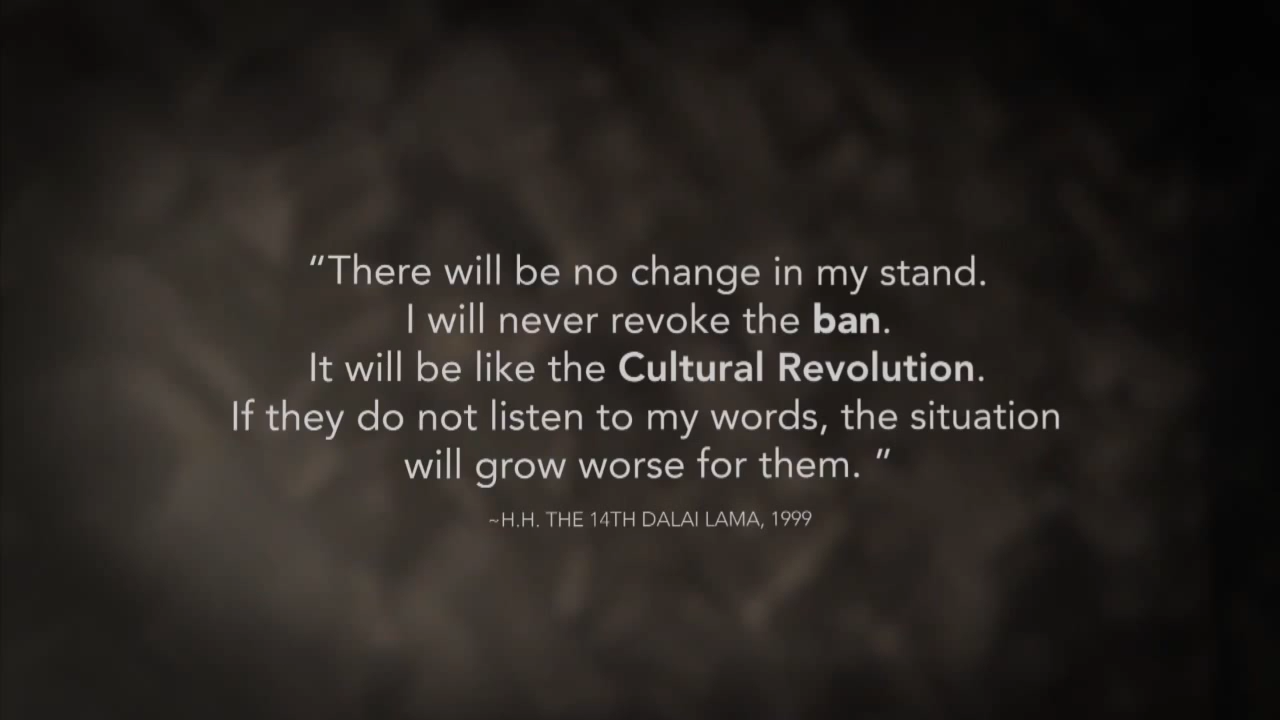 “There will be no change in my stand.
I will never revoke the ban.
It will be like the Cultural Revolution.
If they do not listen to my words, the situation
will grow worse for them. ”
~H.H. THE 14TH DALAI LAMA, 1999